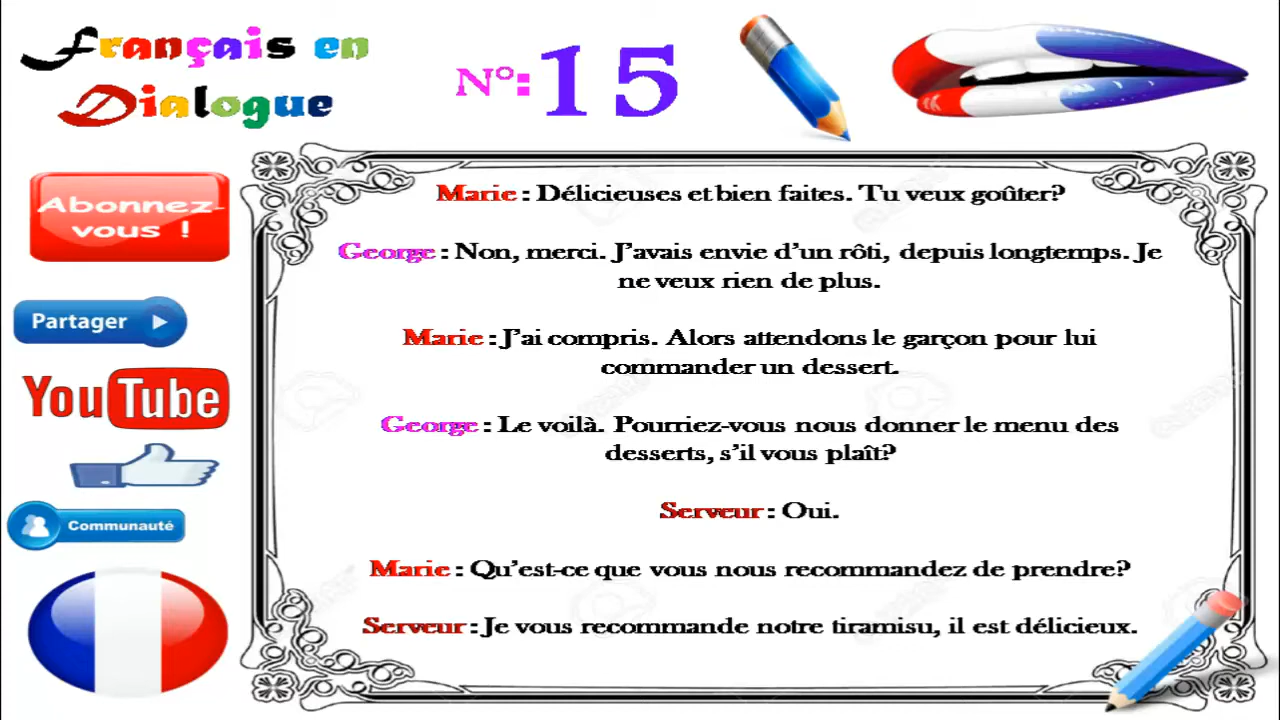 Français en
Dialogue
N°:15
Abonnez-
vous !
Partager
YouTube
Communauté
Marie : Délicieuses et bien faites. Tu veux goûter?
George : Non, merci. J'avais envie d'un rôti, depuis longtemps. Je
ne veux rien de plus.
Marie : J'ai compris. Alors attendons le garçon pour lui
commander un dessert.
George : Le voilà. Pourriez-vous nous donner le menu des
desserts, s'il vous plaît?
Serveur : Oui.
Marie : Qu'est-ce que vous nous recommandez de prendre?
Serveur : Je vous recommande notre tiramisu, il est délicieux.